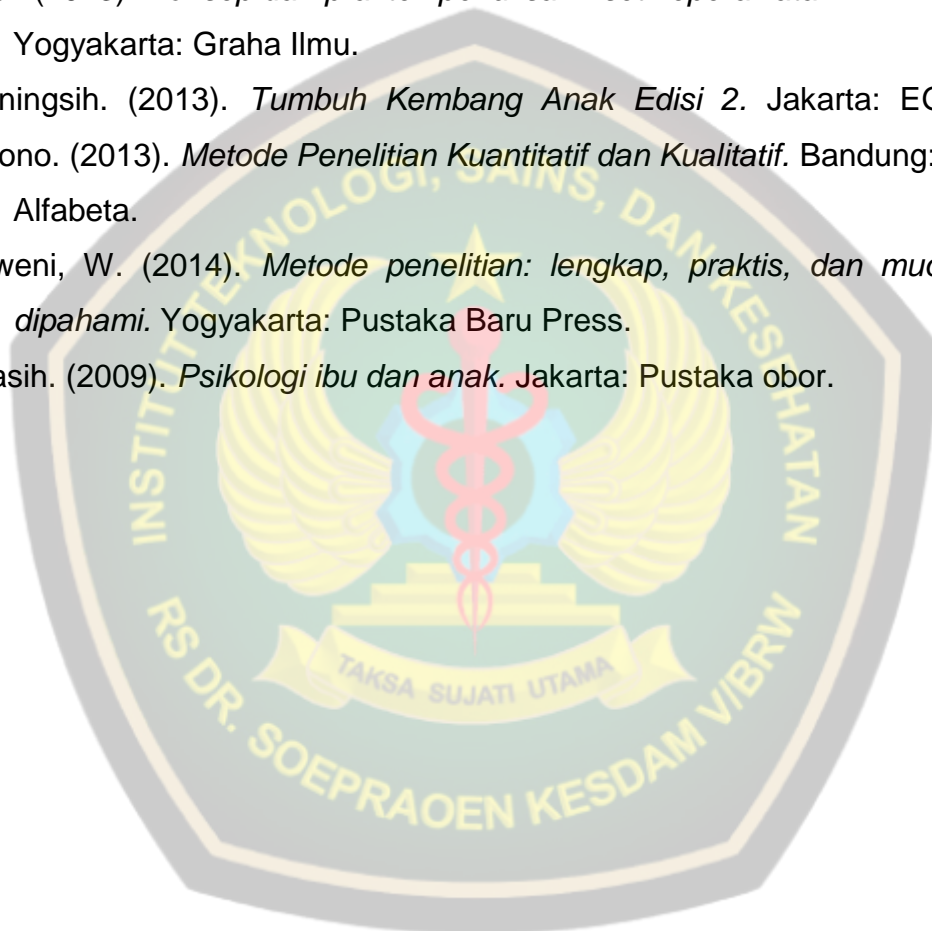 Yogyakarta: Graha Ilmu.
ningsih. (2013). Tumbuh Kembang Anak Edisi 2. Jakarta:
ono. (2013). Metode Penelitian Kuantitatif dan Kualitatif. Bandung:
Alfabeta.
weni, W. (2014). Metode penelitian: lengkap, praktis, dan
dipahami. Yogyakarta: Pustaka Baru Press.
asih. (2009). Psikologi ibu dan anak. Jakarta: Pustaka obor.
INSTITUT TEKNOLOGI, SAINS, DAN KESEHATAN
TAKSA SUJATI UTAMA
RS DR. SOEPRAOEN KESDAM V/BRW